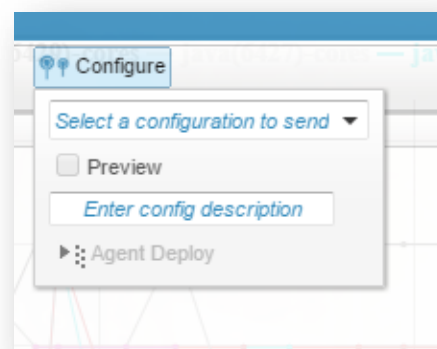 Configure
Select a configuration to send
Preview
Enter config description
Agent Deploy